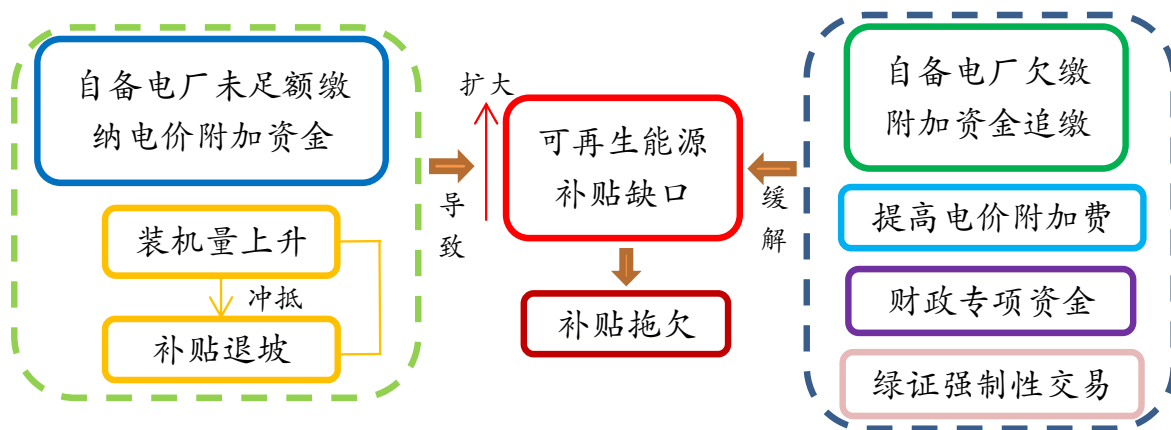 自备电厂未足额缴
纳电价附加资金
装机量上升
冲抵
补贴退坡
导
致
扩大
可再生能源
补贴缺口
补贴拖欠
缓
解
自备电厂欠缴
附加资金追缴
提高电价附加费
财政专项资金
绿证强制性交易